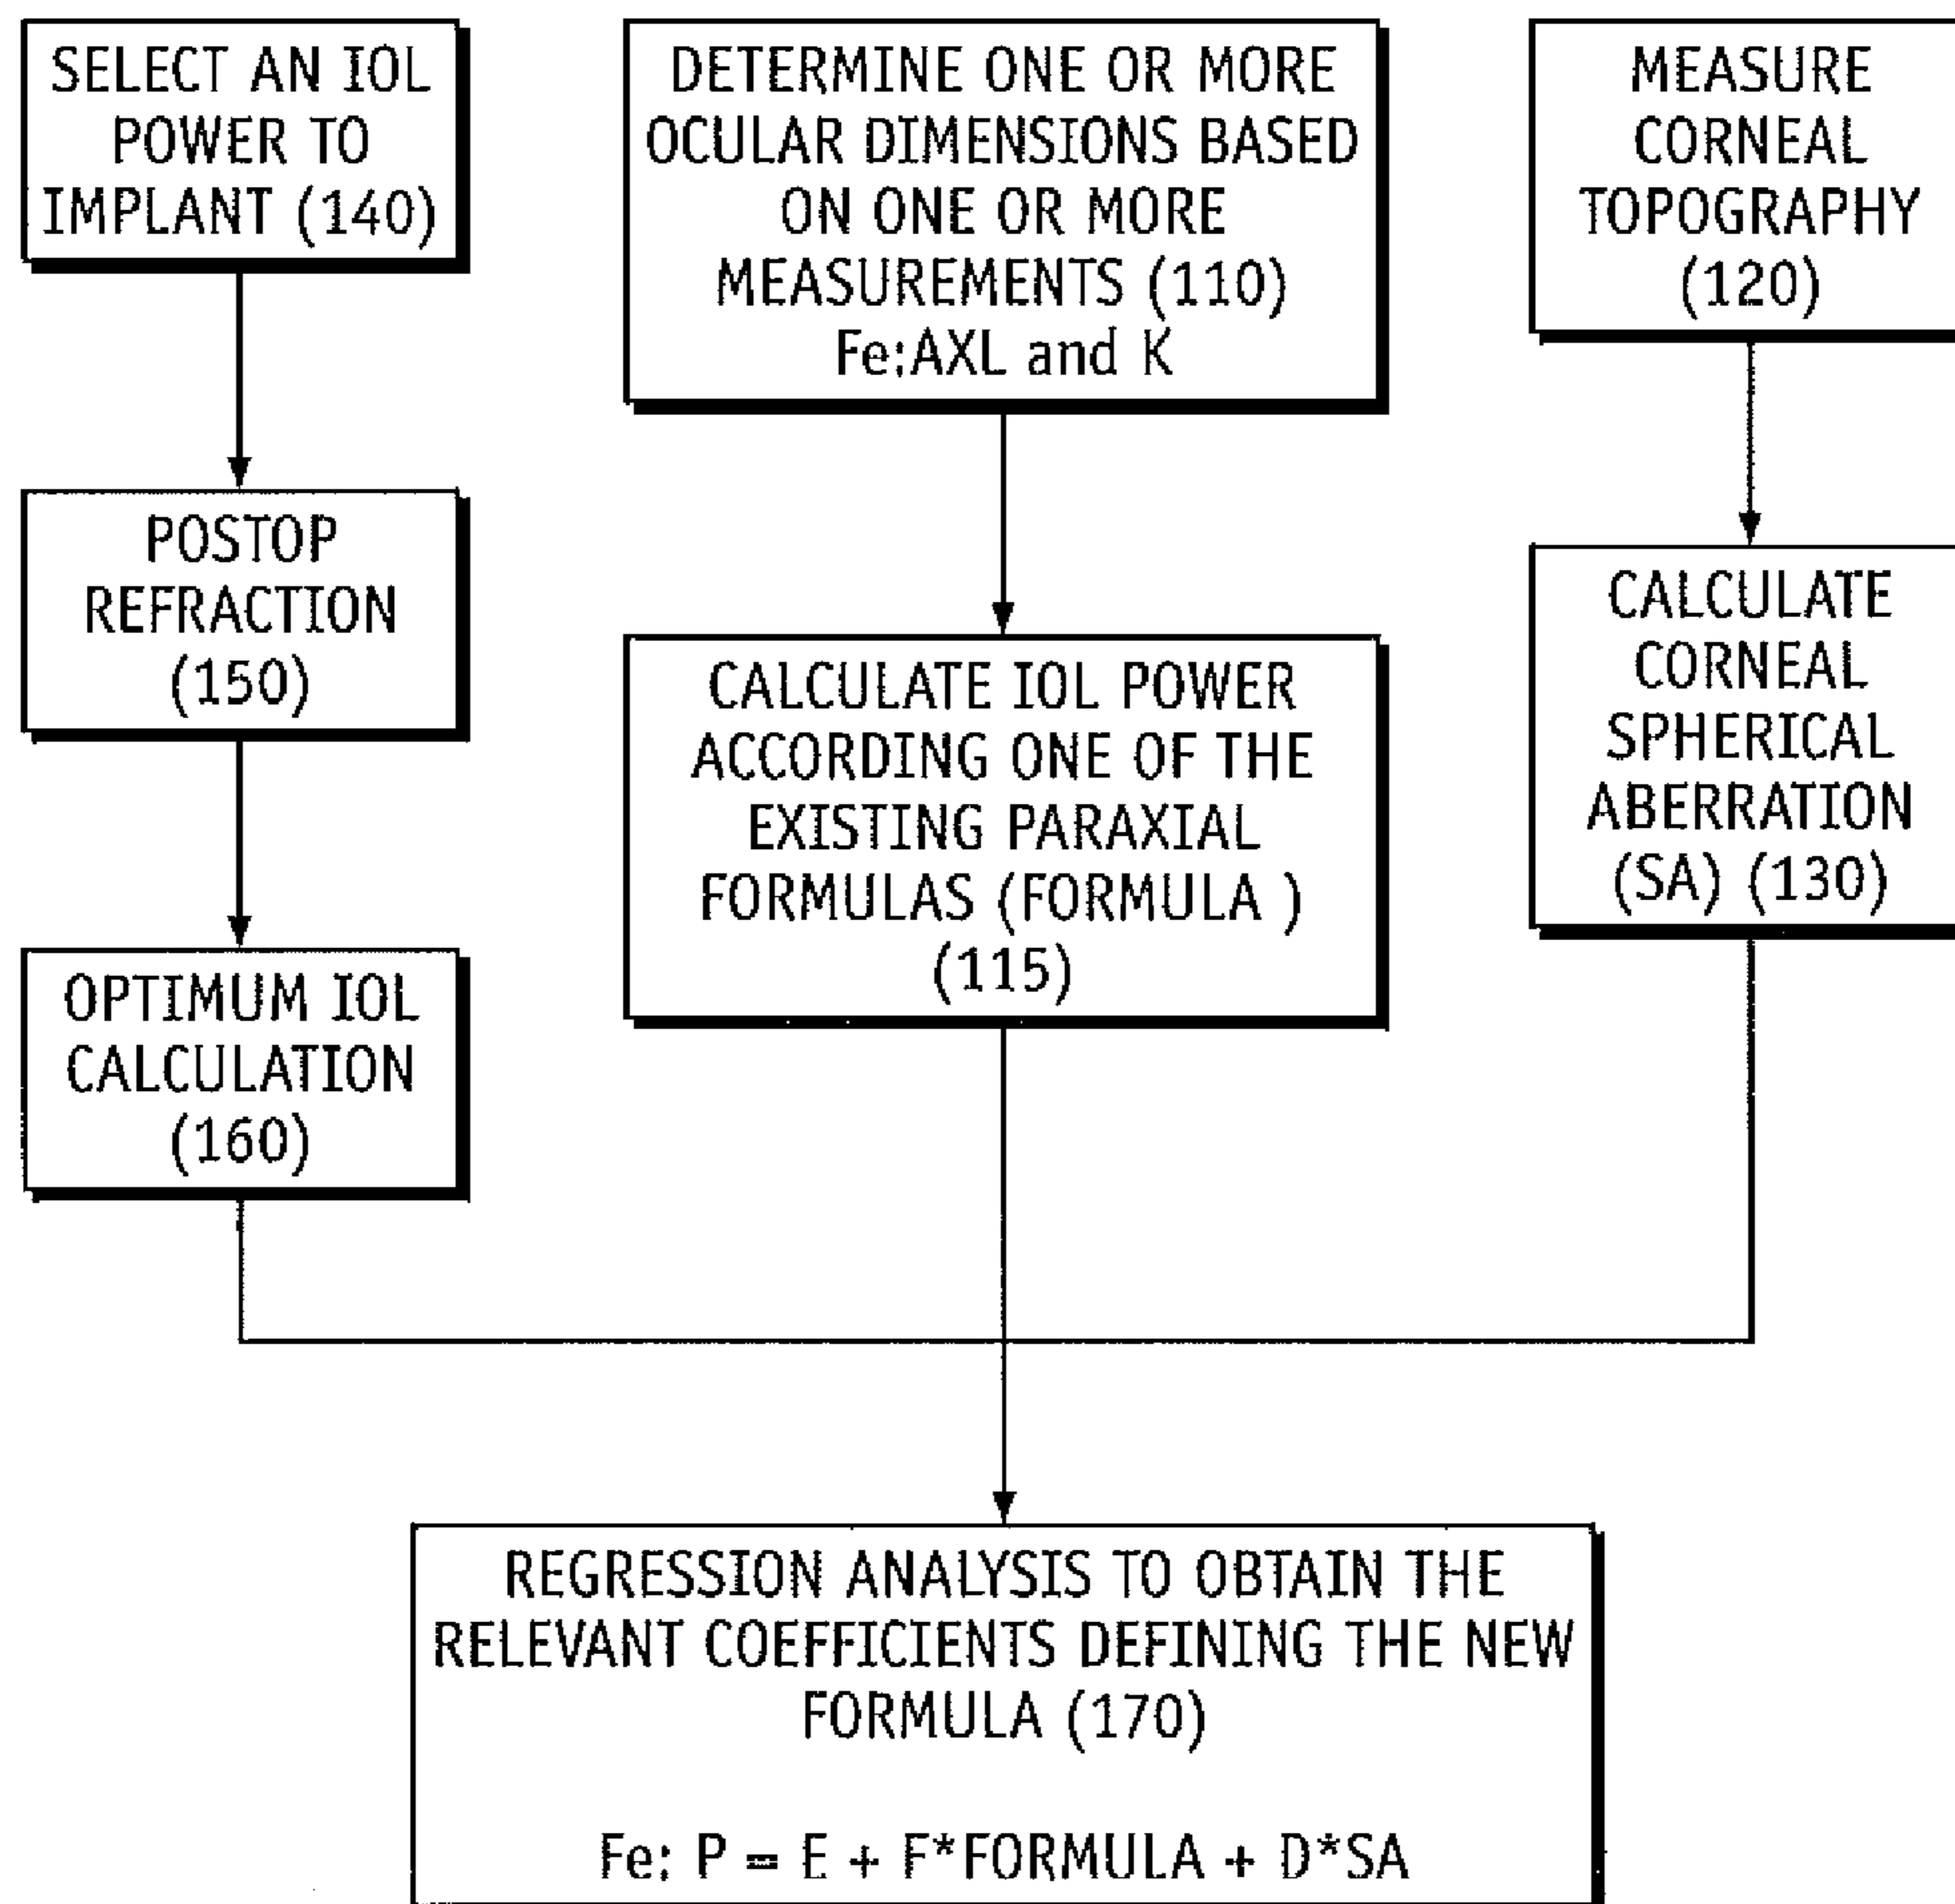 SELECT AN IOL
POWER TO
IMPLANT (140)
POSTOP
REFRACTION
(150)
OPTIMUM IOL
CALCULATION
(160)
DETERMINE ONE OR MORE
OCULAR DIMENSIONS BASED
ON ONE OR MORE
MEASUREMENTS (110)
Fe:AXL and K
CALCULATE IOL POWER
ACCORDING ONE OF THE
EXISTING PARAXIAL
FORMULAS (FORMULA )
(115)
MEASURE
CORNEAL
TOPOGRAPHY
(120)
CALCULATE
CORNEAL
SPHERICAL
ABERRATION
(SA) (130)
REGRESSION ANALYSIS TO OBTAIN THE
RELEVANT COEFFICIENTS DEFINING THE NEW
FORMULA (170)
Fe: P = E + F*FORMULA + D*SA